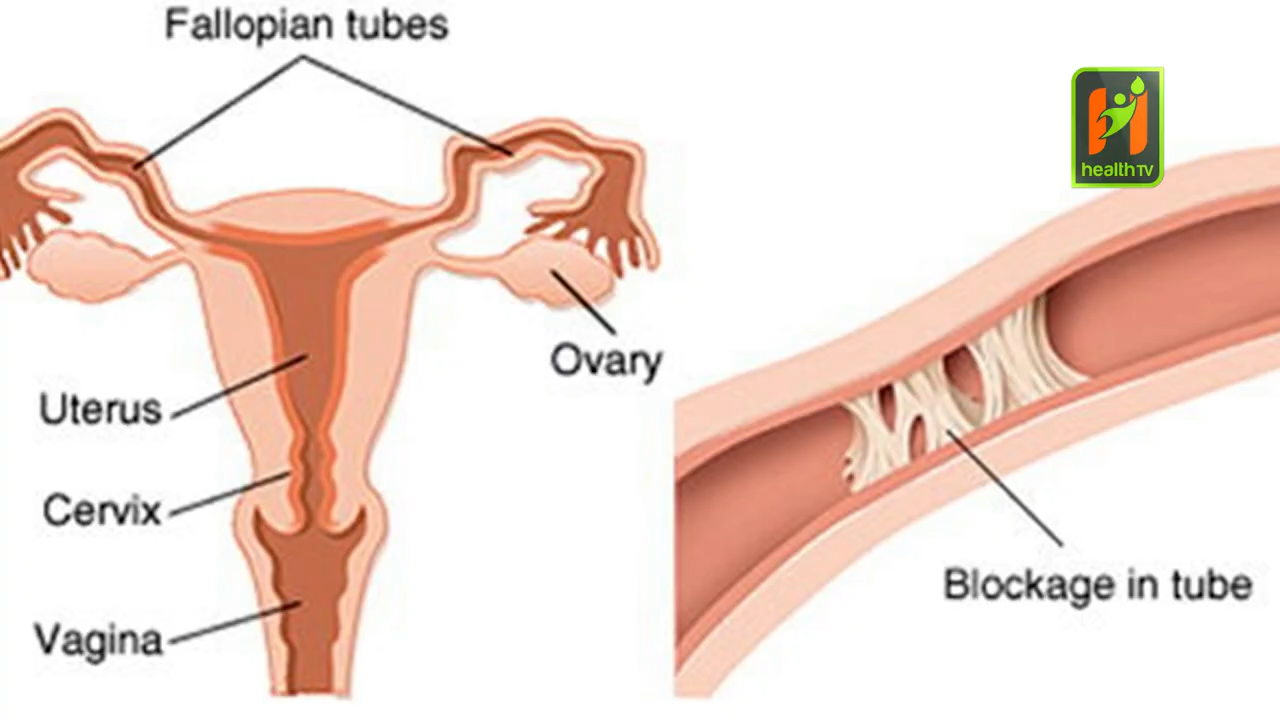 Fallopian tubes
health TV
Ovary
Uterus
Cervix
Blockage in tube
Vagina